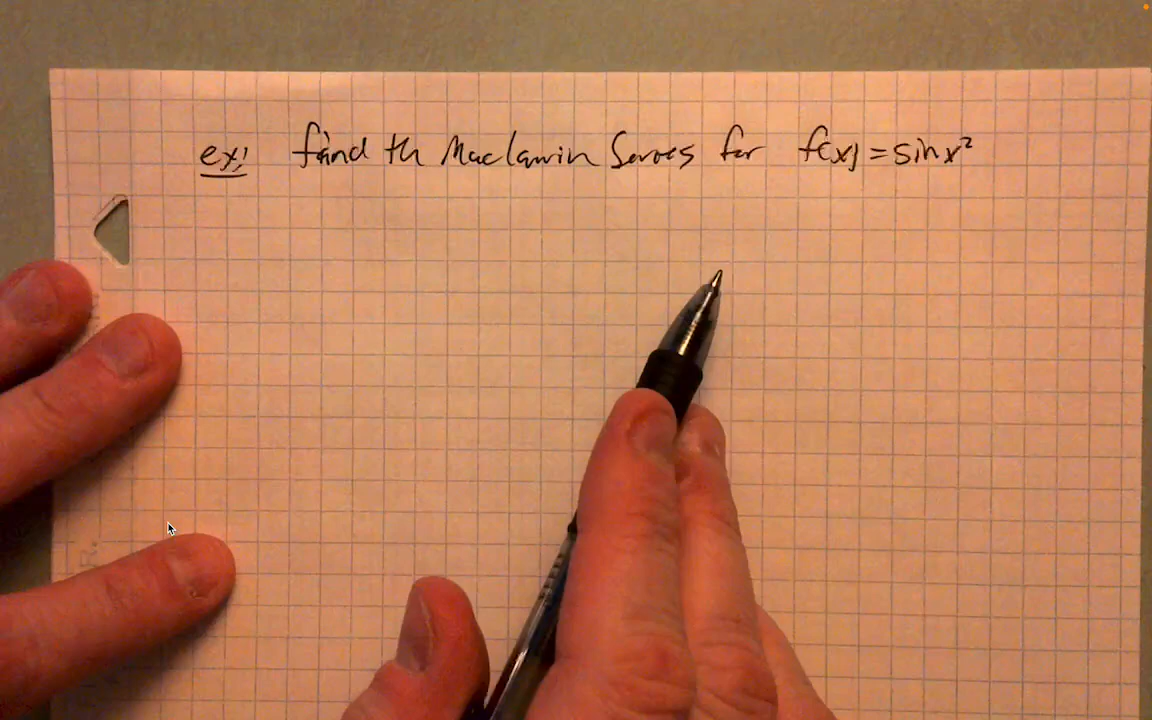 ex: find th Maclaurin Series for f(x) = sin x²